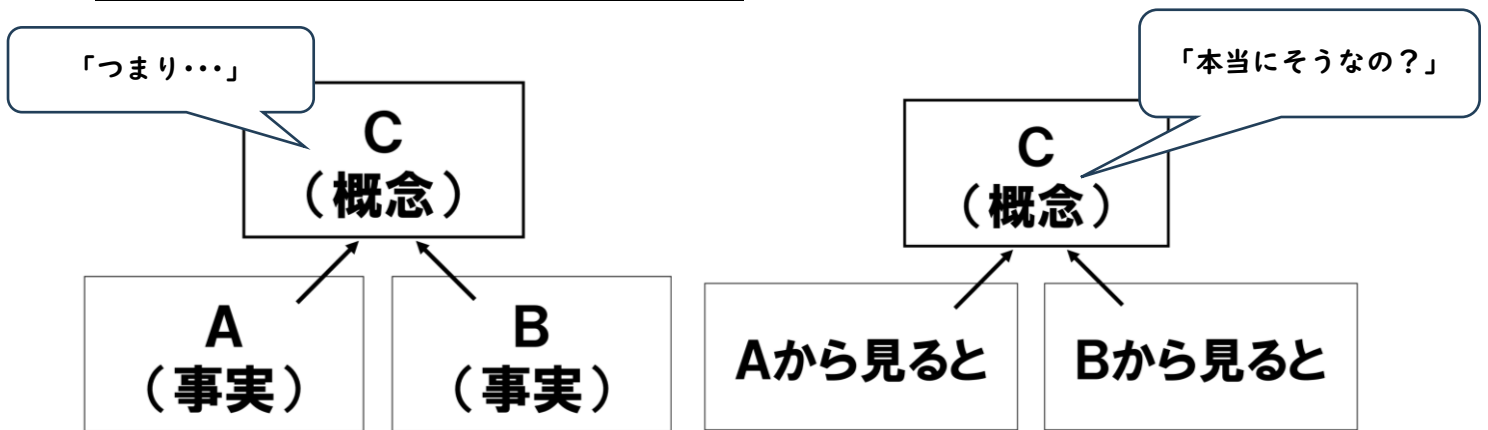 「つまり・・・」
C
（概念）
A
（事実）
B
（事実）
「本当にそうなの？」
C
（概念）
Aから見ると
Bから見ると